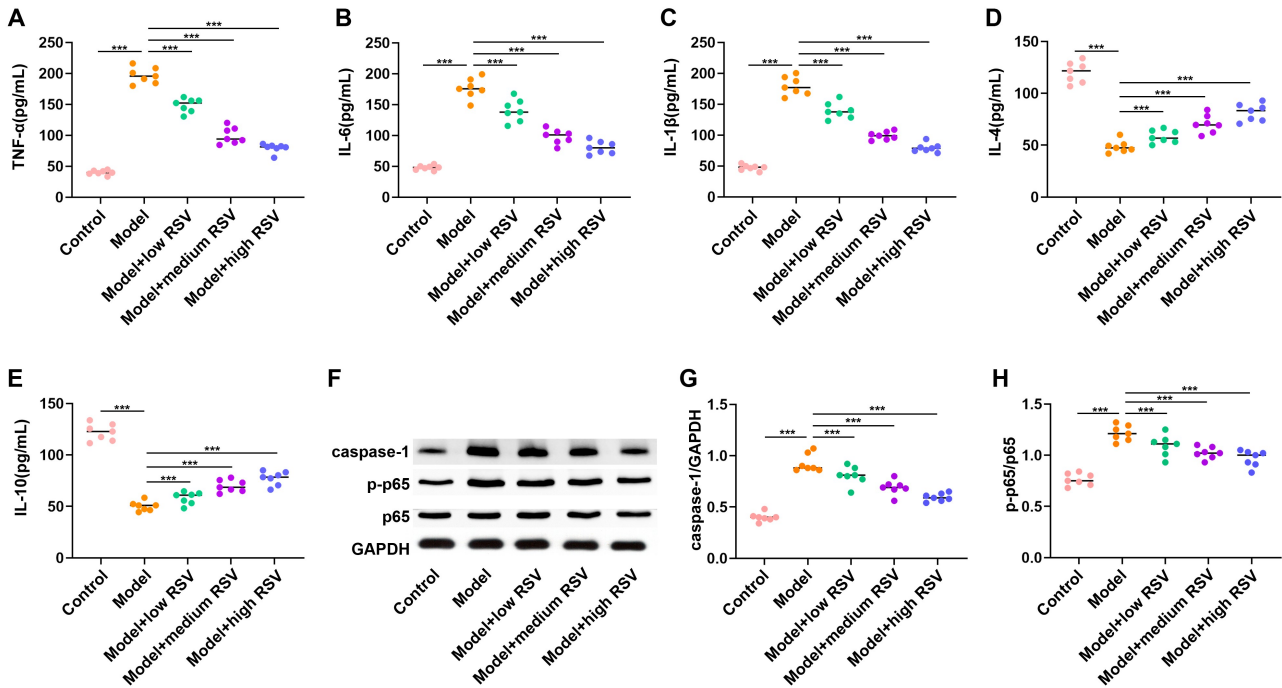 A
TNF-α(pg/mL)
250
200
150
100
50
0
***
***
***
***
Control
Model
Model+low RSV
Model+medium RSV
Model+high RSV
B
IL-6(pg/mL)
250
200
150
100
50
0
***
***
***
***
Control
Model
Model+low RSV
Model+medium RSV
Model+high RSV
C
IL-1β(pg/mL)
250
200
150
100
50
0
***
***
***
***
Control
Model
Model+low RSV
Model+medium RSV
Model+high RSV
D
IL-4(pg/mL)
150
100
50
0
***
***
***
***
Control
Model
Model+low RSV
Model+medium RSV
Model+high RSV
E
IL-10(pg/mL)
150
100
50
0
***
***
***
***
Control
Model
Model+low RSV
Model+medium RSV
Model+high RSV
F
caspase-1
p-p65
p65
GAPDH
Control
Model
Model+low RSV
Model+medium RSV
Model+high RSV
G
caspase-1/GAPDH
1.5
1.0
0.5
0.0
***
***
***
***
Control
Model
Model+low RSV
Model+medium RSV
Model+high RSV
H
p-p65/p65
1.5
1.0
0.5
0.0
***
***
***
***
Control
Model
Model+low RSV
Model+medium RSV
Model+high RSV